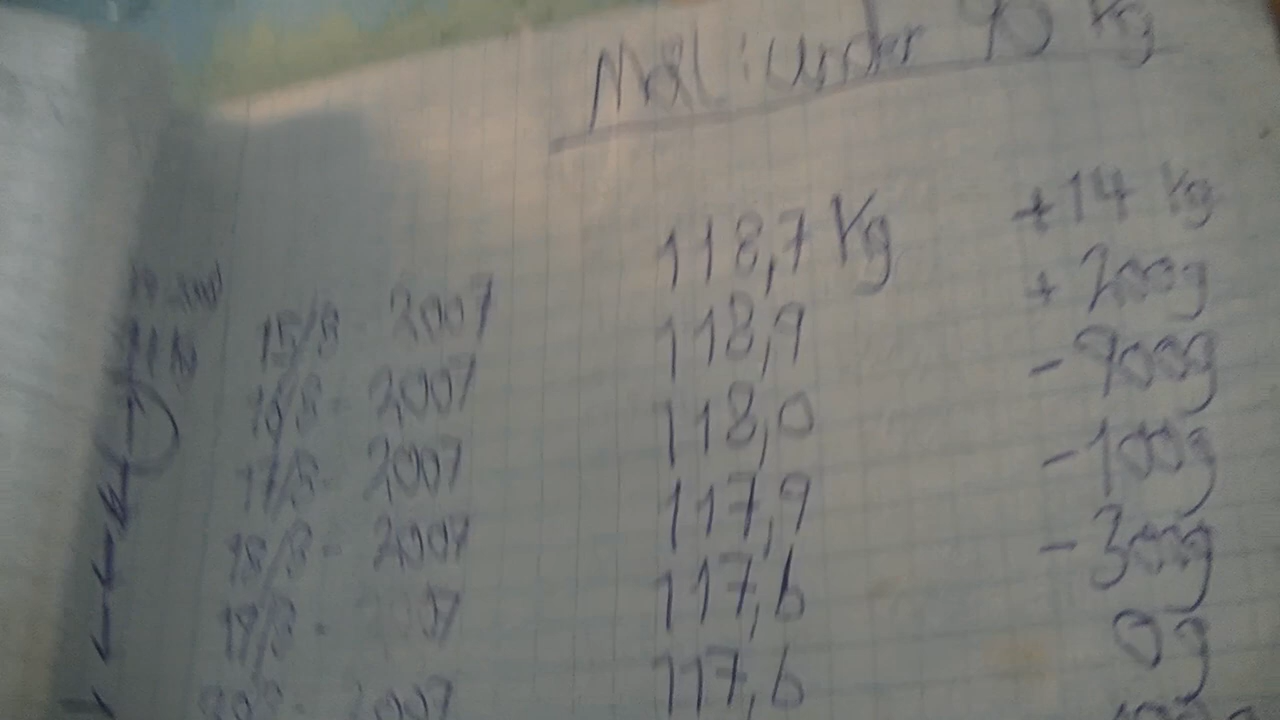 Mål: under 90 kg
15/8 - 2007 118,7 kg +14 kg
16/8 - 2007 118,9 + 200g
17/8 - 2007 118,0 - 900g
18/8 - 2007 117,9 - 100g
19/8 - 2007 117,6 - 300g
2007 117,6 0g